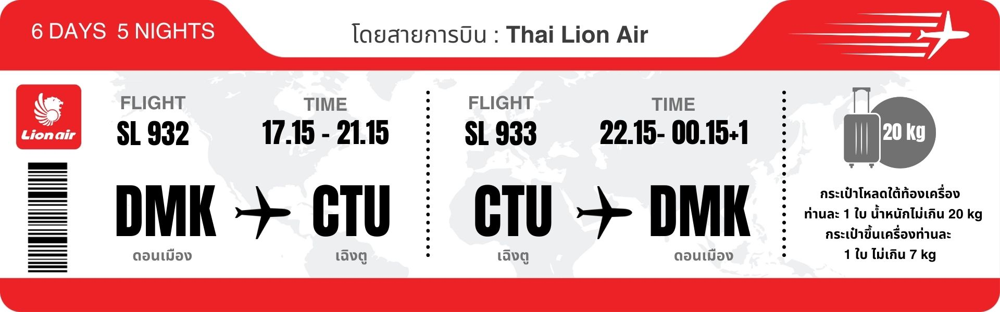 6 DAYS 5 NIGHTS
โดยสายการบิน : Thai Lion Air
Lion air
FLIGHT
SL 932
TIME
17.15 - 21.15
DMK
CTU
ดอนเมือง
เฉิงตู
FLIGHT
SL 933
TIME
22.15- 00.15+1
CTU
DMK
เฉิงตู
ดอนเมือง
20 kg
กระเป๋าโหลดใต้ท้องเครื่อง
ท่านละ 1 ใบ น้ำหนักไม่เกิน 20 kg
กระเป๋าขึ้นเครื่องท่านละ
1 ใบ ไม่เกิน 7 kg